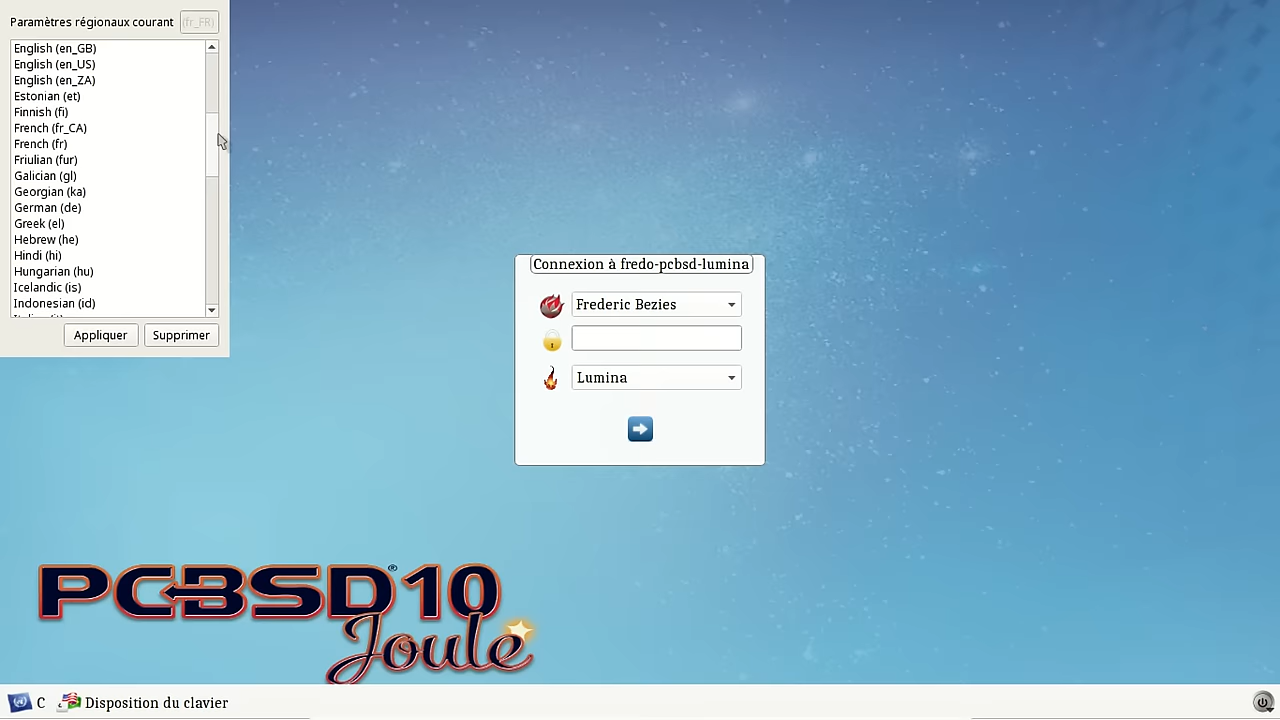 Paramètres régionaux courant (fr_FR)
English (en_GB)
English (en_US)
English (en_ZA)
Estonian (et)
Finnish (fi)
French (fr_CA)
French (fr)
Friulian (fur)
Galician (gl)
Georgian (ka)
German (de)
Greek (el)
Hebrew (he)
Hindi (hi)
Hungarian (hu)
Icelandic (is)
Indonesian (id)
Appliquer Supprimer
Connexion à fredo-pcbsd-lumina
Frederic Bezies
Lumina
PCBSD®10
Joule
C Disposition du clavier